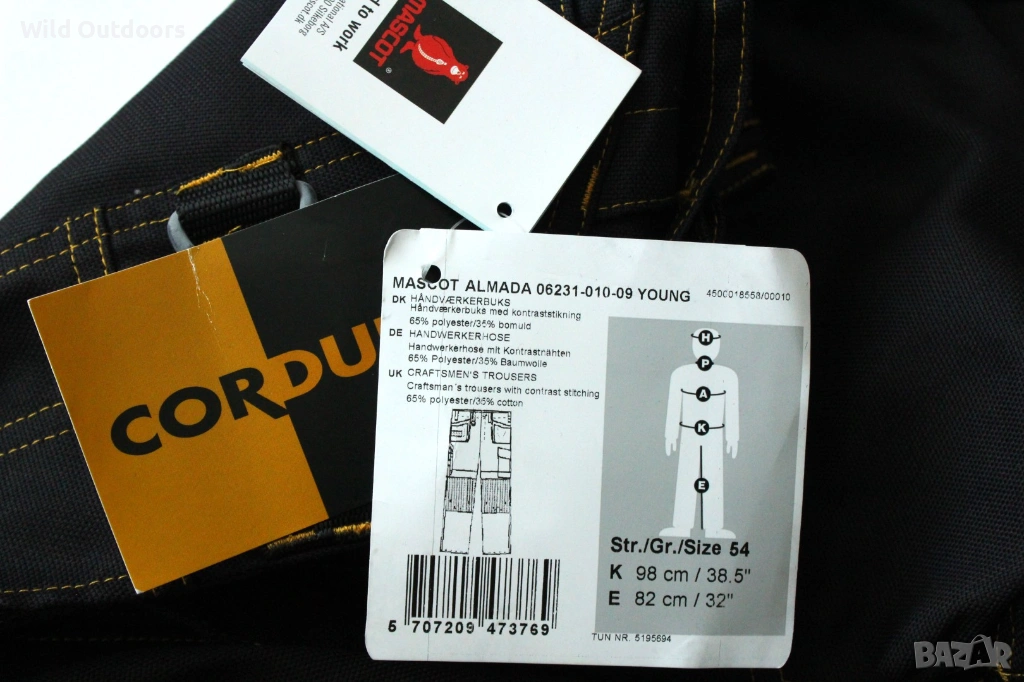 Wild Outdoors
to work
MASCOT
®
CORDU
MASCOT ALMADA 06231-010-09 YOUNG
4500018558/00010
DK HÅNDVÆRKERBUKS
Håndværkerbuks med kontraststikning
65% polyester/35% bomuld
DE HANDWERKERHOSE
Handwerkerhose mit Kontrastnähten
65% Polyester/35% Baumwolle
UK CRAFTSMEN'S TROUSERS
Craftsman´s trousers with contrast stitching
65% polyester/35% cotton
H
P
A
K
E
Str./Gr./Size 54
K 98 cm / 38.5"
E 82 cm / 32"
5 707209 473769
TUN NR. 5195694
BAZAR